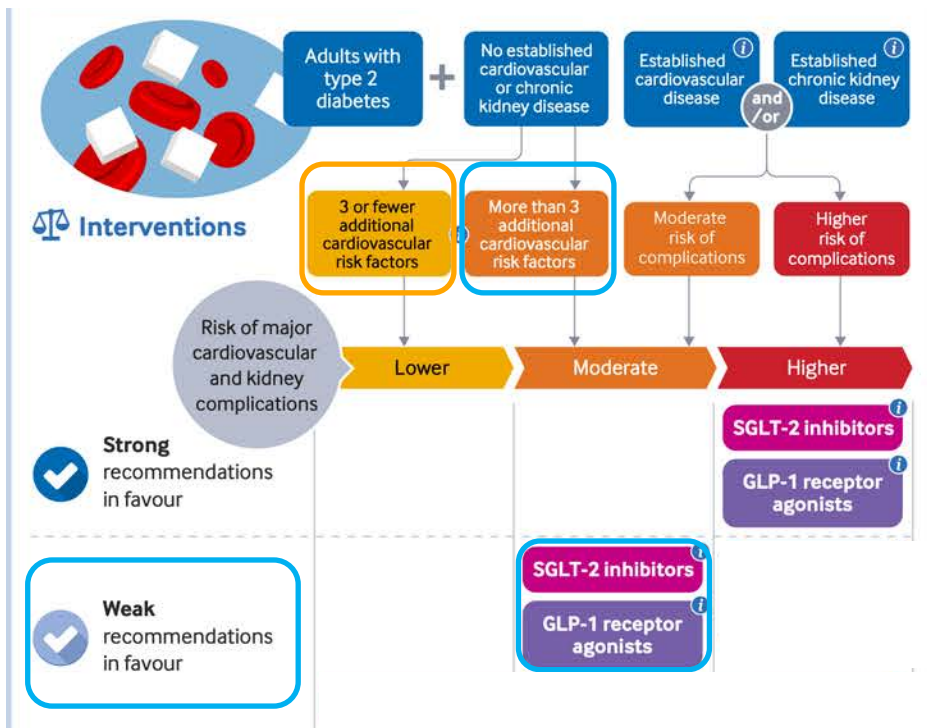 Adults with
type 2
diabetes
+
No established
cardiovascular
or chronic
kidney disease
Established
cardiovascular
disease
i
and
/or
Established
chronic kidney
disease
i
Interventions
3 or fewer
additional
cardiovascular
risk factors
More than 3
additional
cardiovascular
risk factors
Moderate
risk of
complications
Higher
risk of
complications
Risk of major
cardiovascular
and kidney
complications
Lower
Moderate
Higher
Strong
recommendations
in favour
SGLT-2 inhibitors
i
GLP-1 receptor
agonists
i
Weak
recommendations
in favour
SGLT-2 inhibitors
i
GLP-1 receptor
agonists
i